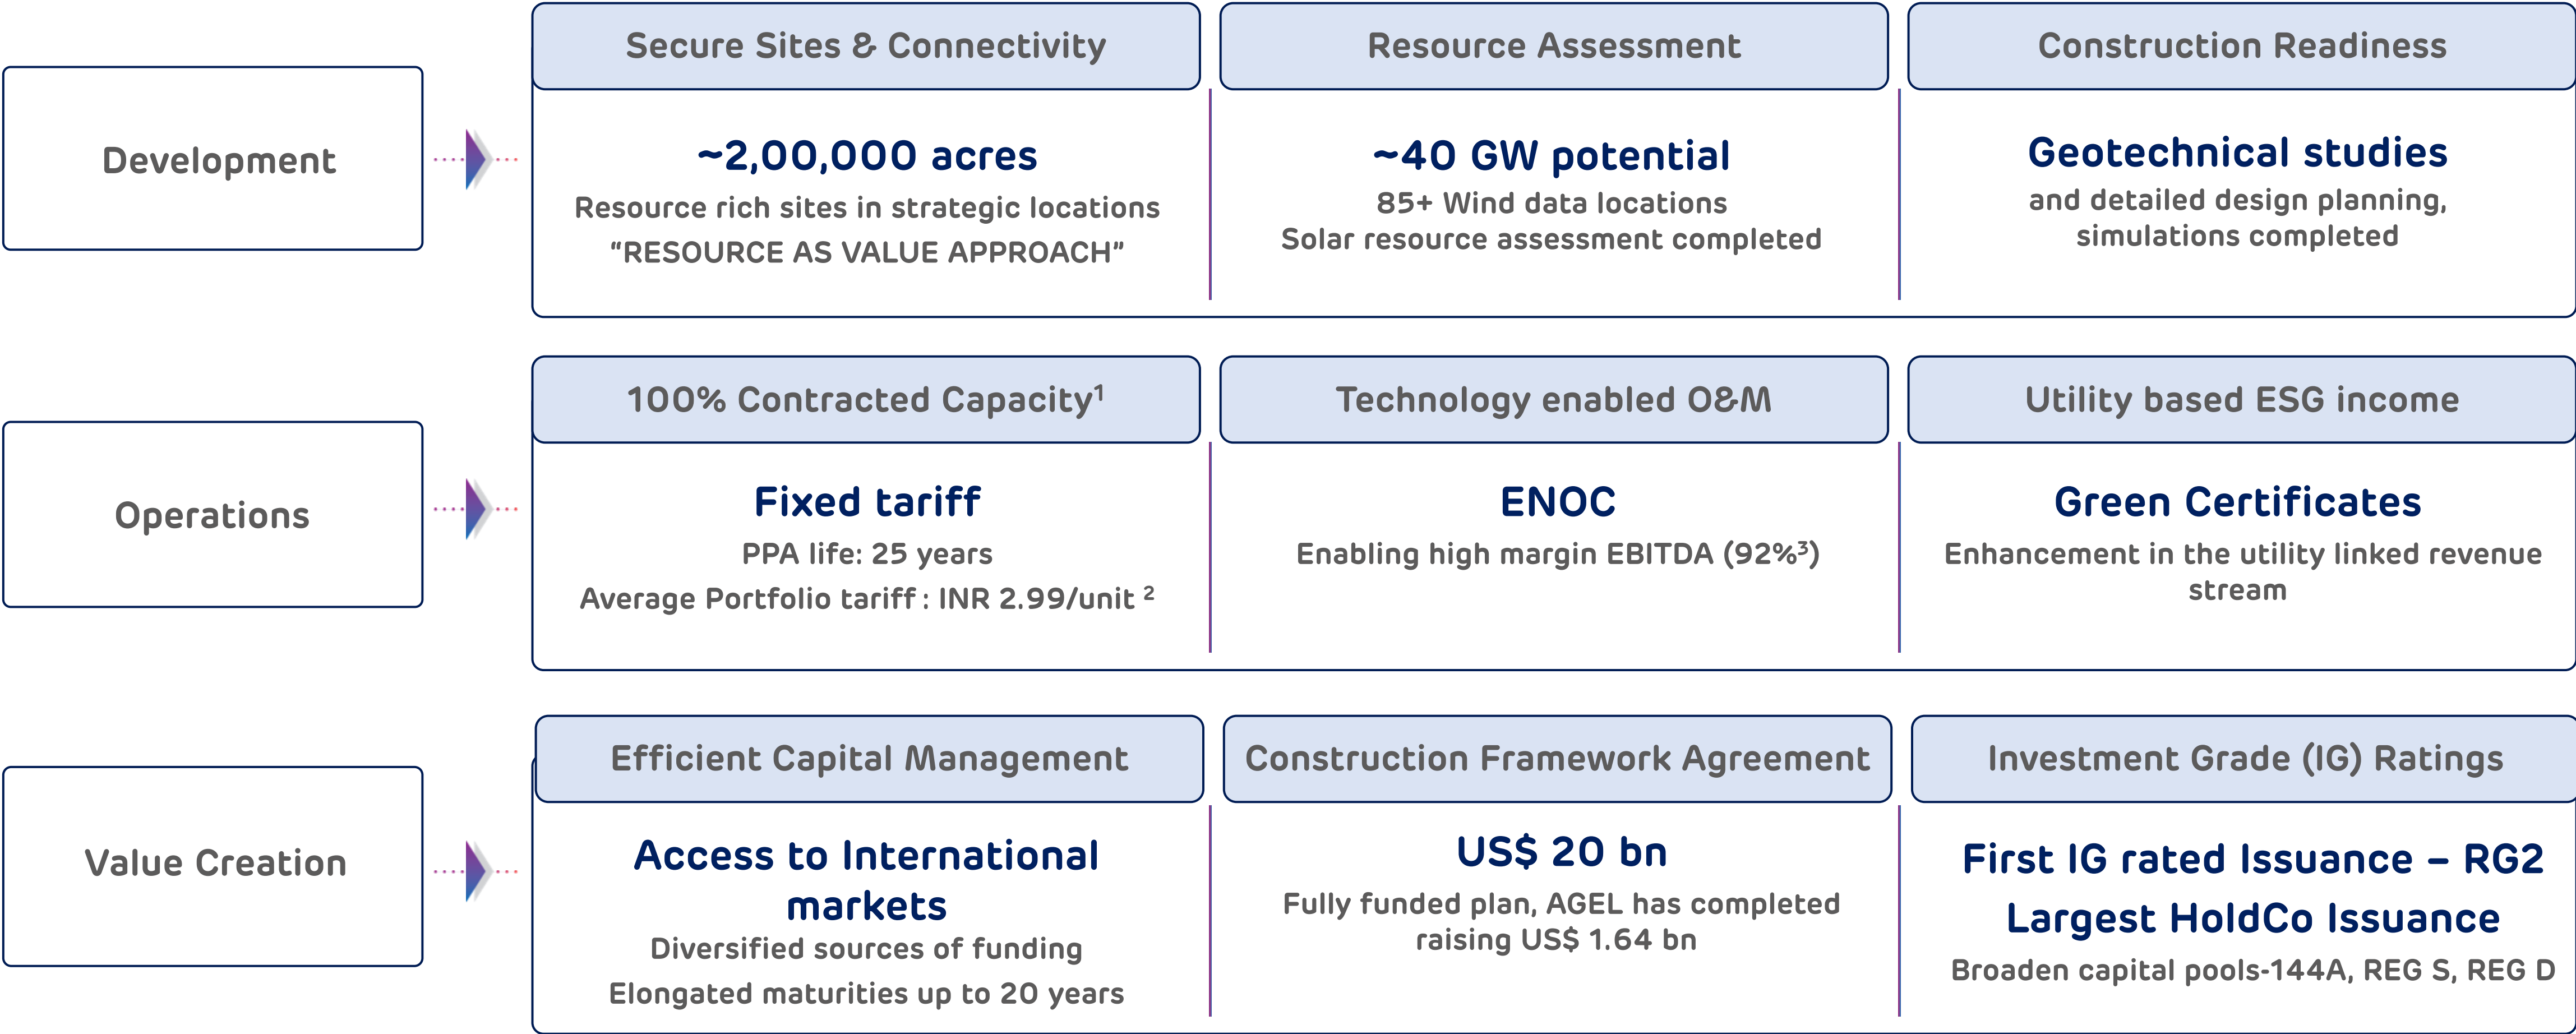 Development
Secure Sites & Connectivity
~2,00,000 acres
Resource rich sites in strategic locations
“RESOURCE AS VALUE APPROACH”
Resource Assessment
~40 GW potential
85+ Wind data locations
Solar resource assessment completed
Construction Readiness
Geotechnical studies
and detailed design planning,
simulations completed
Operations
100% Contracted Capacity¹
Fixed tariff
PPA life: 25 years
Average Portfolio tariff : INR 2.99/unit ²
Technology enabled O&M
ENOC
Enabling high margin EBITDA (92%³)
Utility based ESG income
Green Certificates
Enhancement in the utility linked revenue
stream
Value Creation
Efficient Capital Management
Access to International
markets
Diversified sources of funding
Elongated maturities up to 20 years
Construction Framework Agreement
US$ 20 bn
Fully funded plan, AGEL has completed
raising US$ 1.64 bn
Investment Grade (IG) Ratings
First IG rated Issuance – RG2
Largest HoldCo Issuance
Broaden capital pools-144A, REG S, REG D